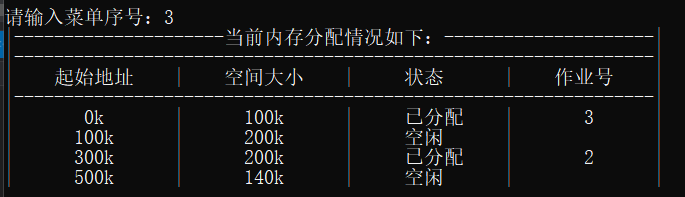 请输入菜单序号：3
---------------------当前内存分配情况如下：---------------------
----------------------------------------------------------------
起始地址 | 空间大小 | 状态 | 作业号
----------------------------------------------------------------
0k | 100k | 已分配 | 3
100k | 200k | 空闲 |
300k | 200k | 已分配 | 2
500k | 140k | 空闲 |